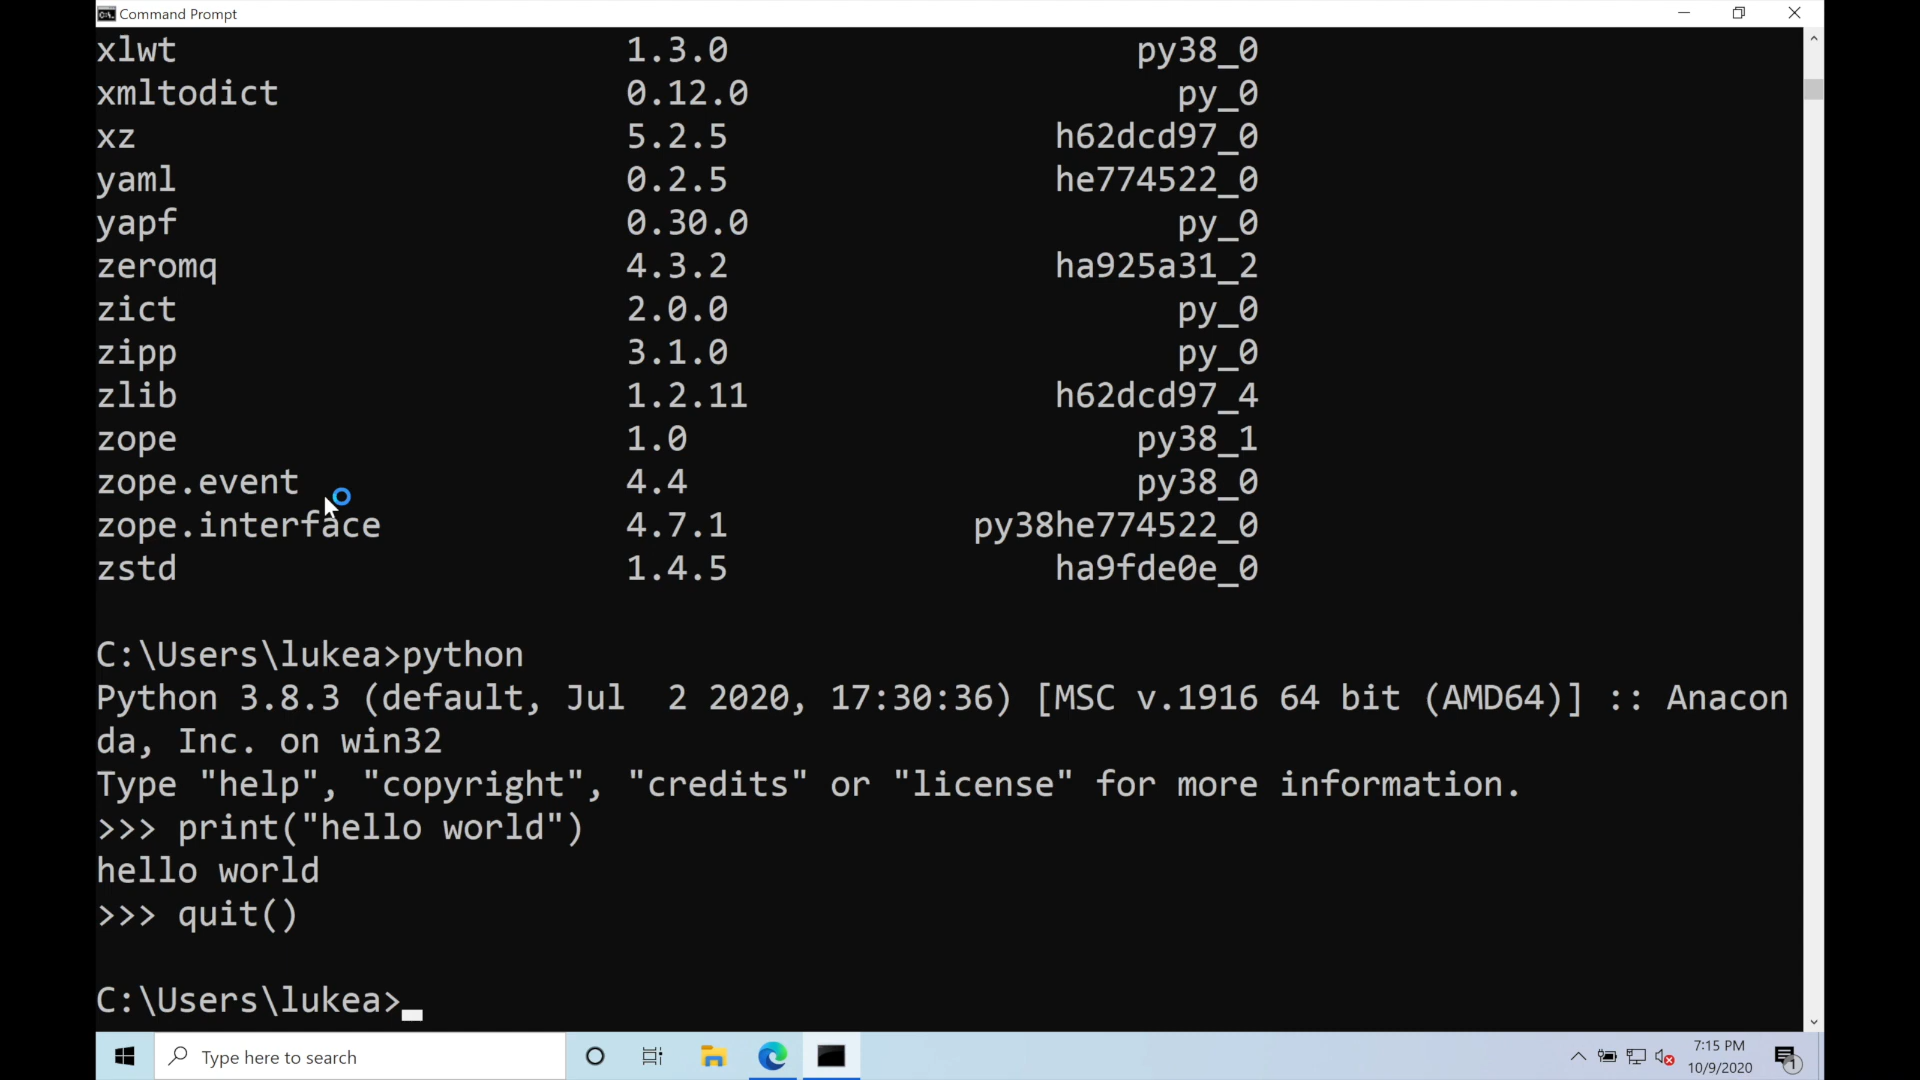 Command Prompt
xlwt 1.3.0 py38_0
xmltodict 0.12.0 py_0
xz 5.2.5 h62dcd97_0
yaml 0.2.5 he774522_0
yapf 0.30.0 py_0
zeromq 4.3.2 ha925a31_2
zict 2.0.0 py_0
zipp 3.1.0 py_0
zlib 1.2.11 h62dcd97_4
zope 1.0 py38_1
zope.event 4.4 py38_0
zope.interface 4.7.1 py38he774522_0
zstd 1.4.5 ha9fde0e_0
C:\Users\lukea>python
Python 3.8.3 (default, Jul  2 2020, 17:30:36) [MSC v.1916 64 bit (AMD64)] :: Anacon
da, Inc. on win32
Type "help", "copyright", "credits" or "license" for more information.
>>> print("hello world")
hello world
>>> quit()
C:\Users\lukea>
Type here to search
7:15 PM
10/9/2020
1